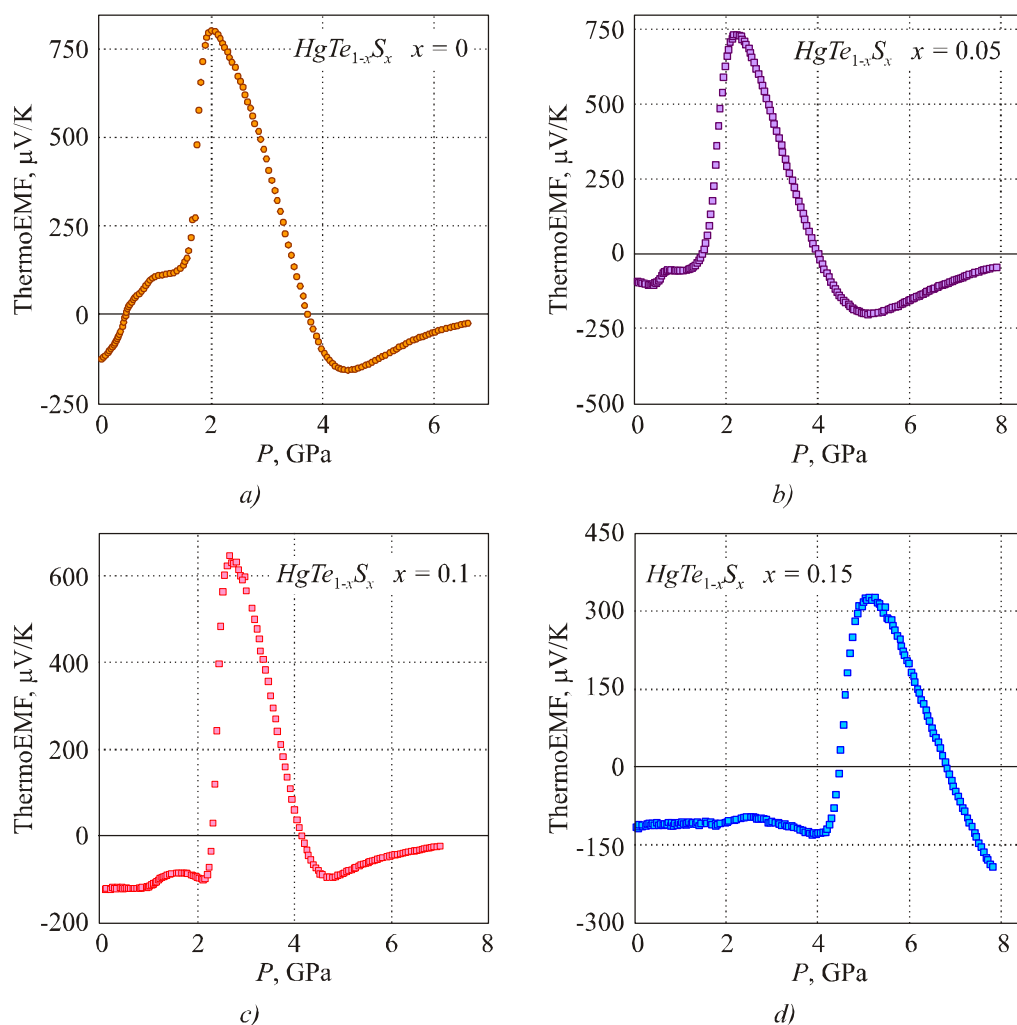 HgTe1-xSx x = 0
ThermoEMF, μV/K
750
500
250
0
-250
0 2 4 6
P, GPa
a)
HgTe1-xSx x = 0.05
ThermoEMF, μV/K
750
500
250
0
-250
-500
0 2 4 6 8
P, GPa
b)
HgTe1-xSx x = 0.1
ThermoEMF, μV/K
600
400
200
0
-200
0 2 4 6 8
P, GPa
c)
HgTe1-xSx x = 0.15
ThermoEMF, μV/K
450
300
150
0
-150
-300
0 2 4 6 8
P, GPa
d)